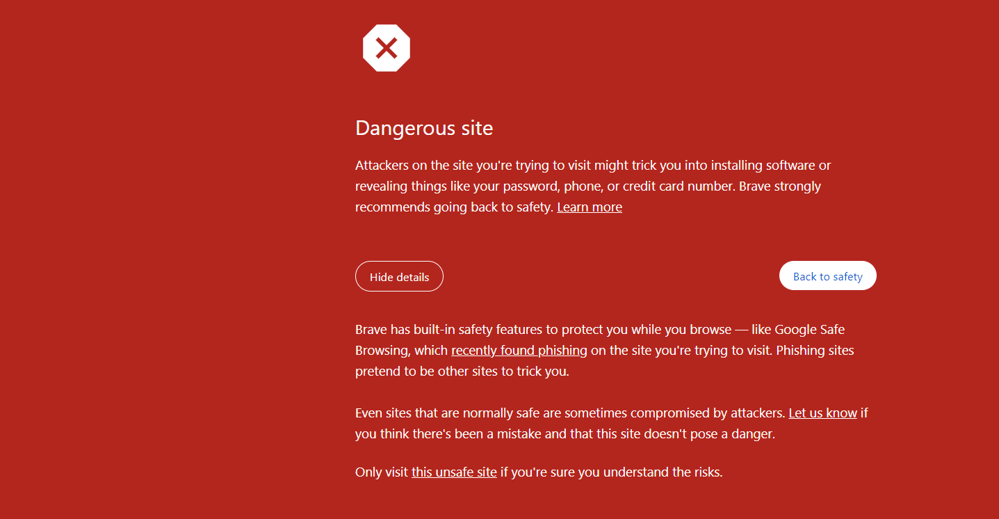 Dangerous site
Attackers on the site you're trying to visit might trick you into installing software or
revealing things like your password, phone, or credit card number. Brave strongly
recommends going back to safety. Learn more
Hide details
Back to safety
Brave has built-in safety features to protect you while you browse — like Google Safe
Browsing, which recently found phishing on the site you're trying to visit. Phishing sites
pretend to be other sites to trick you.
Even sites that are normally safe are sometimes compromised by attackers. Let us know if
you think there's been a mistake and that this site doesn't pose a danger.
Only visit this unsafe site if you're sure you understand the risks.